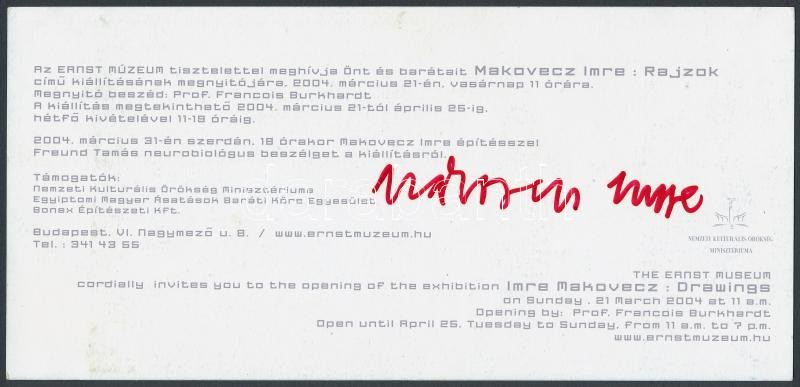 Az ERNST MÚZEUM tisztelettel meghívja Önt és barátait Makovecz Imre : Rajzok
című kiállításának megnyitójára, 2004. március 21-én, vasárnap 11 órára.
Megnyitó beszéd: Prof. Francois Burkhardt
A kiállítás megtekinthető 2004. március 21-től április 25-ig.
hétfő kivételével 11-19 óráig.
2004. március 31-én szerdán, 18 órakor Makovecz Imre építésszel
Freund Tamás neurobiológus beszélget a kiállításról.
Támogatók:
Nemzeti Kulturális Örökség Minisztériuma
Egyiptomi Magyar Ásatások Baráti Köre Egyesület
Bonex Építészeti Kft.
Budapest, VI. Nagymező u. 8. / www.ernstmuzeum.hu
Tel. : 341 43 55
NEMZETI KULTURÁLIS ÖRÖKSÉG
MINISZTÉRIUMA
THE ERNST MUSEUM
cordially invites you to the opening of the exhibition Imre Makovecz : Drawings
on Sunday , 21 March 2004 at 11 a.m.
Opening by: Prof. Francois Burkhardt
Open until April 25, Tuesday to Sunday, from 11 a.m. to 7 p.m.
www.ernstmuzeum.hu